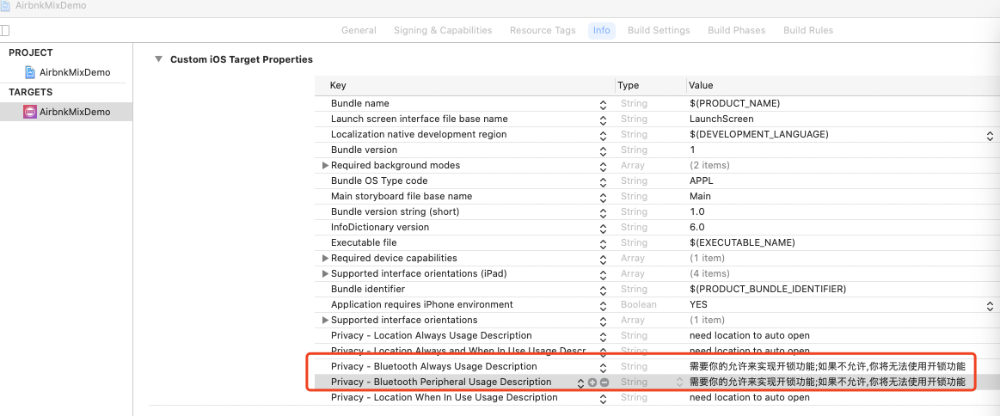 AirbnkMixDemo
General Signing & Capabilities Resource Tags Info Build Settings Build Phases Build Rules
PROJECT
AirbnkMixDemo
TARGETS
AirbnkMixDemo
Custom iOS Target Properties
Key Type Value
Bundle name String $(PRODUCT_NAME)
Launch screen interface file base name String LaunchScreen
Localization native development region String $(DEVELOPMENT_LANGUAGE)
Bundle version String 1
Required background modes Array (2 items)
Bundle OS Type code String APPL
Main storyboard file base name String Main
Bundle version string (short) String 1.0
InfoDictionary version String 6.0
Executable file String $(EXECUTABLE_NAME)
Required device capabilities Array (1 item)
Supported interface orientations (iPad) Array (4 items)
Bundle identifier String $(PRODUCT_BUNDLE_IDENTIFIER)
Application requires iPhone environment Boolean YES
Supported interface orientations Array (1 item)
Privacy - Location Always Usage Description String need location to auto open
Privacy - Location Always and When In Use Usage Descr String need location to auto open
Privacy - Bluetooth Always Usage Description String 需要你的允许来实现开锁功能;如果不允许,你将无法使用开锁功能
Privacy - Bluetooth Peripheral Usage Description String 需要你的允许来实现开锁功能;如果不允许,你将无法使用开锁功能
Privacy - Location When In Use Usage Description String need location to auto open